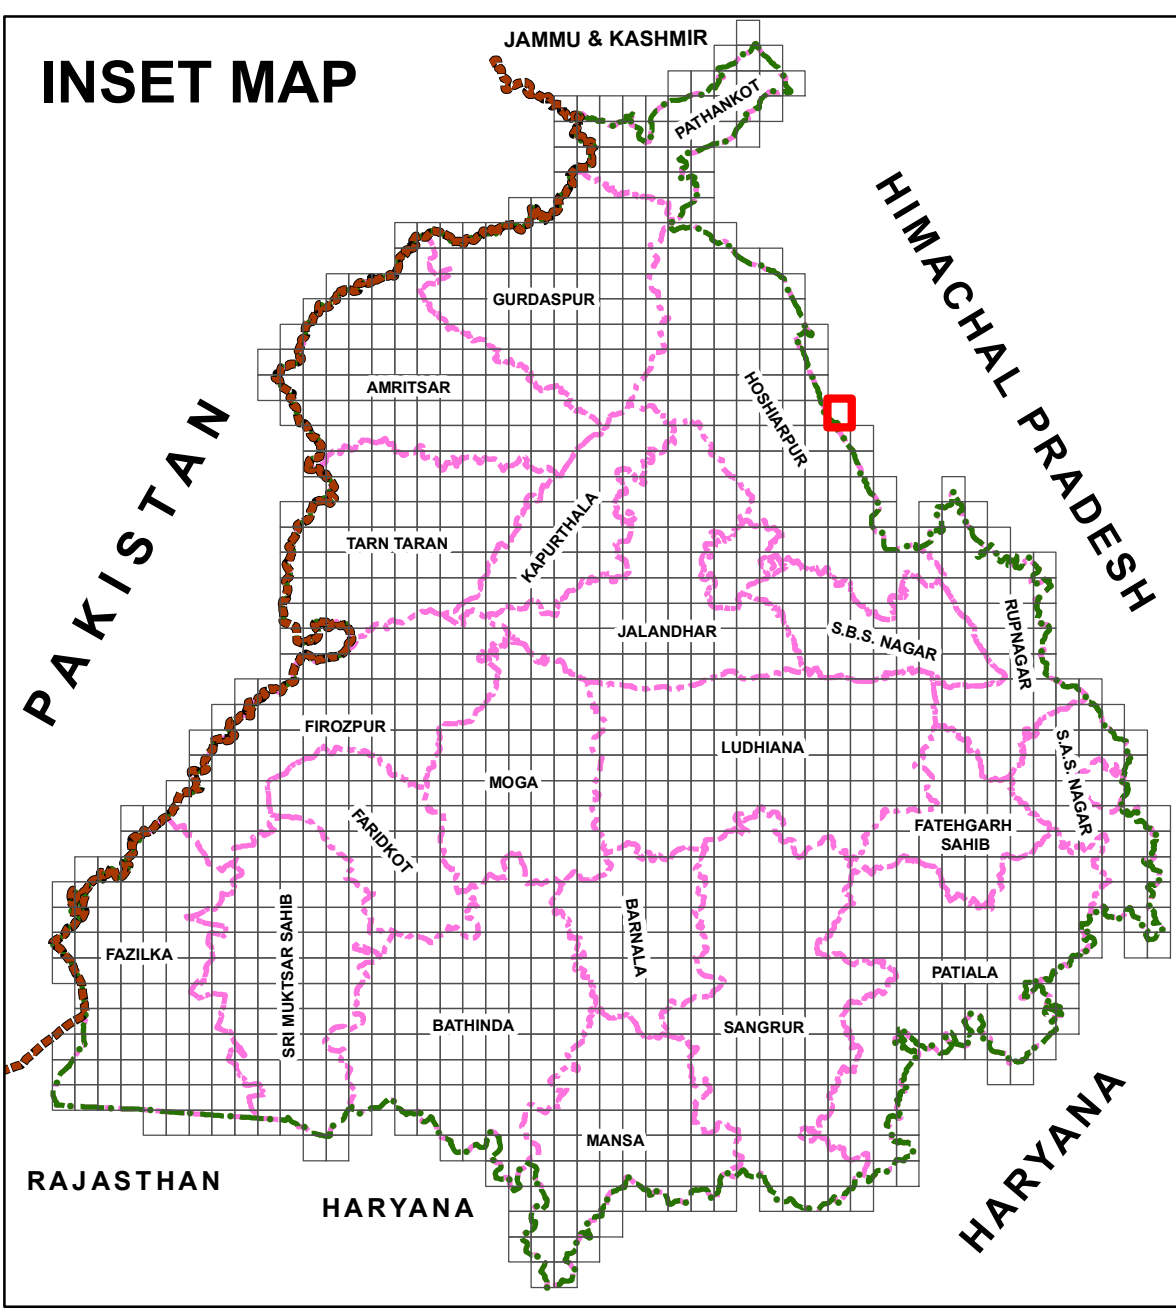 JAMMU & KASHMIR
INSET MAP
PATHANKOT
HIMACHAL PRADESH
GURDASPUR
AMRITSAR
HOSHIARPUR
PAKISTAN
KAPURTHALA
TARN TARAN
JALANDHAR
S.B.S. NAGAR
RUPNAGAR
FIROZPUR
LUDHIANA
S.A.S. NAGAR
MOGA
FARIDKOT
FATEHGARH
SAHIB
BARNALA
SRI MUKTSAR SAHIB
FAZILKA
PATIALA
BATHINDA
SANGRUR
MANSA
HARYANA
RAJASTHAN
HARYANA